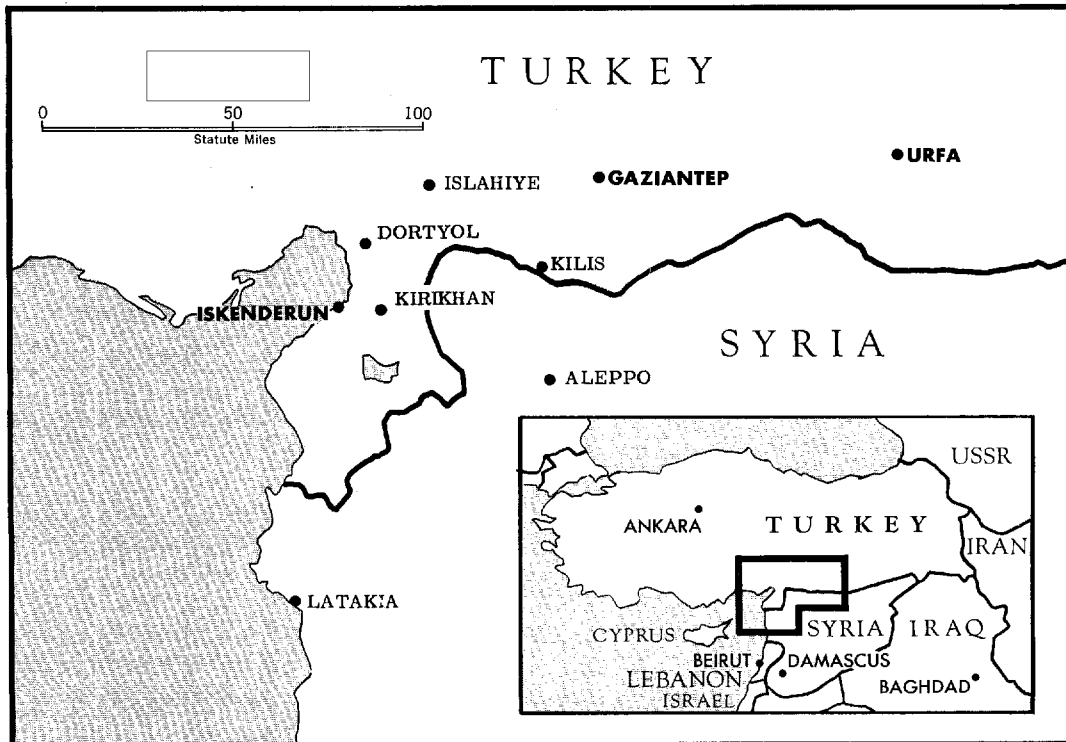 TURKEY
0 50 100
Statute Miles
URFA
GAZIANTEP
ISLAHIYE
DORTYOL
KILIS
KIRIKHAN
ISKENDERUN
SYRIA
ALEPPO
LATAKIA
USSR
ANKARA
TURKEY
IRAN
CYPRUS
SYRIA
IRAQ
BEIRUT
DAMASCUS
LEBANON
BAGHDAD
ISRAEL